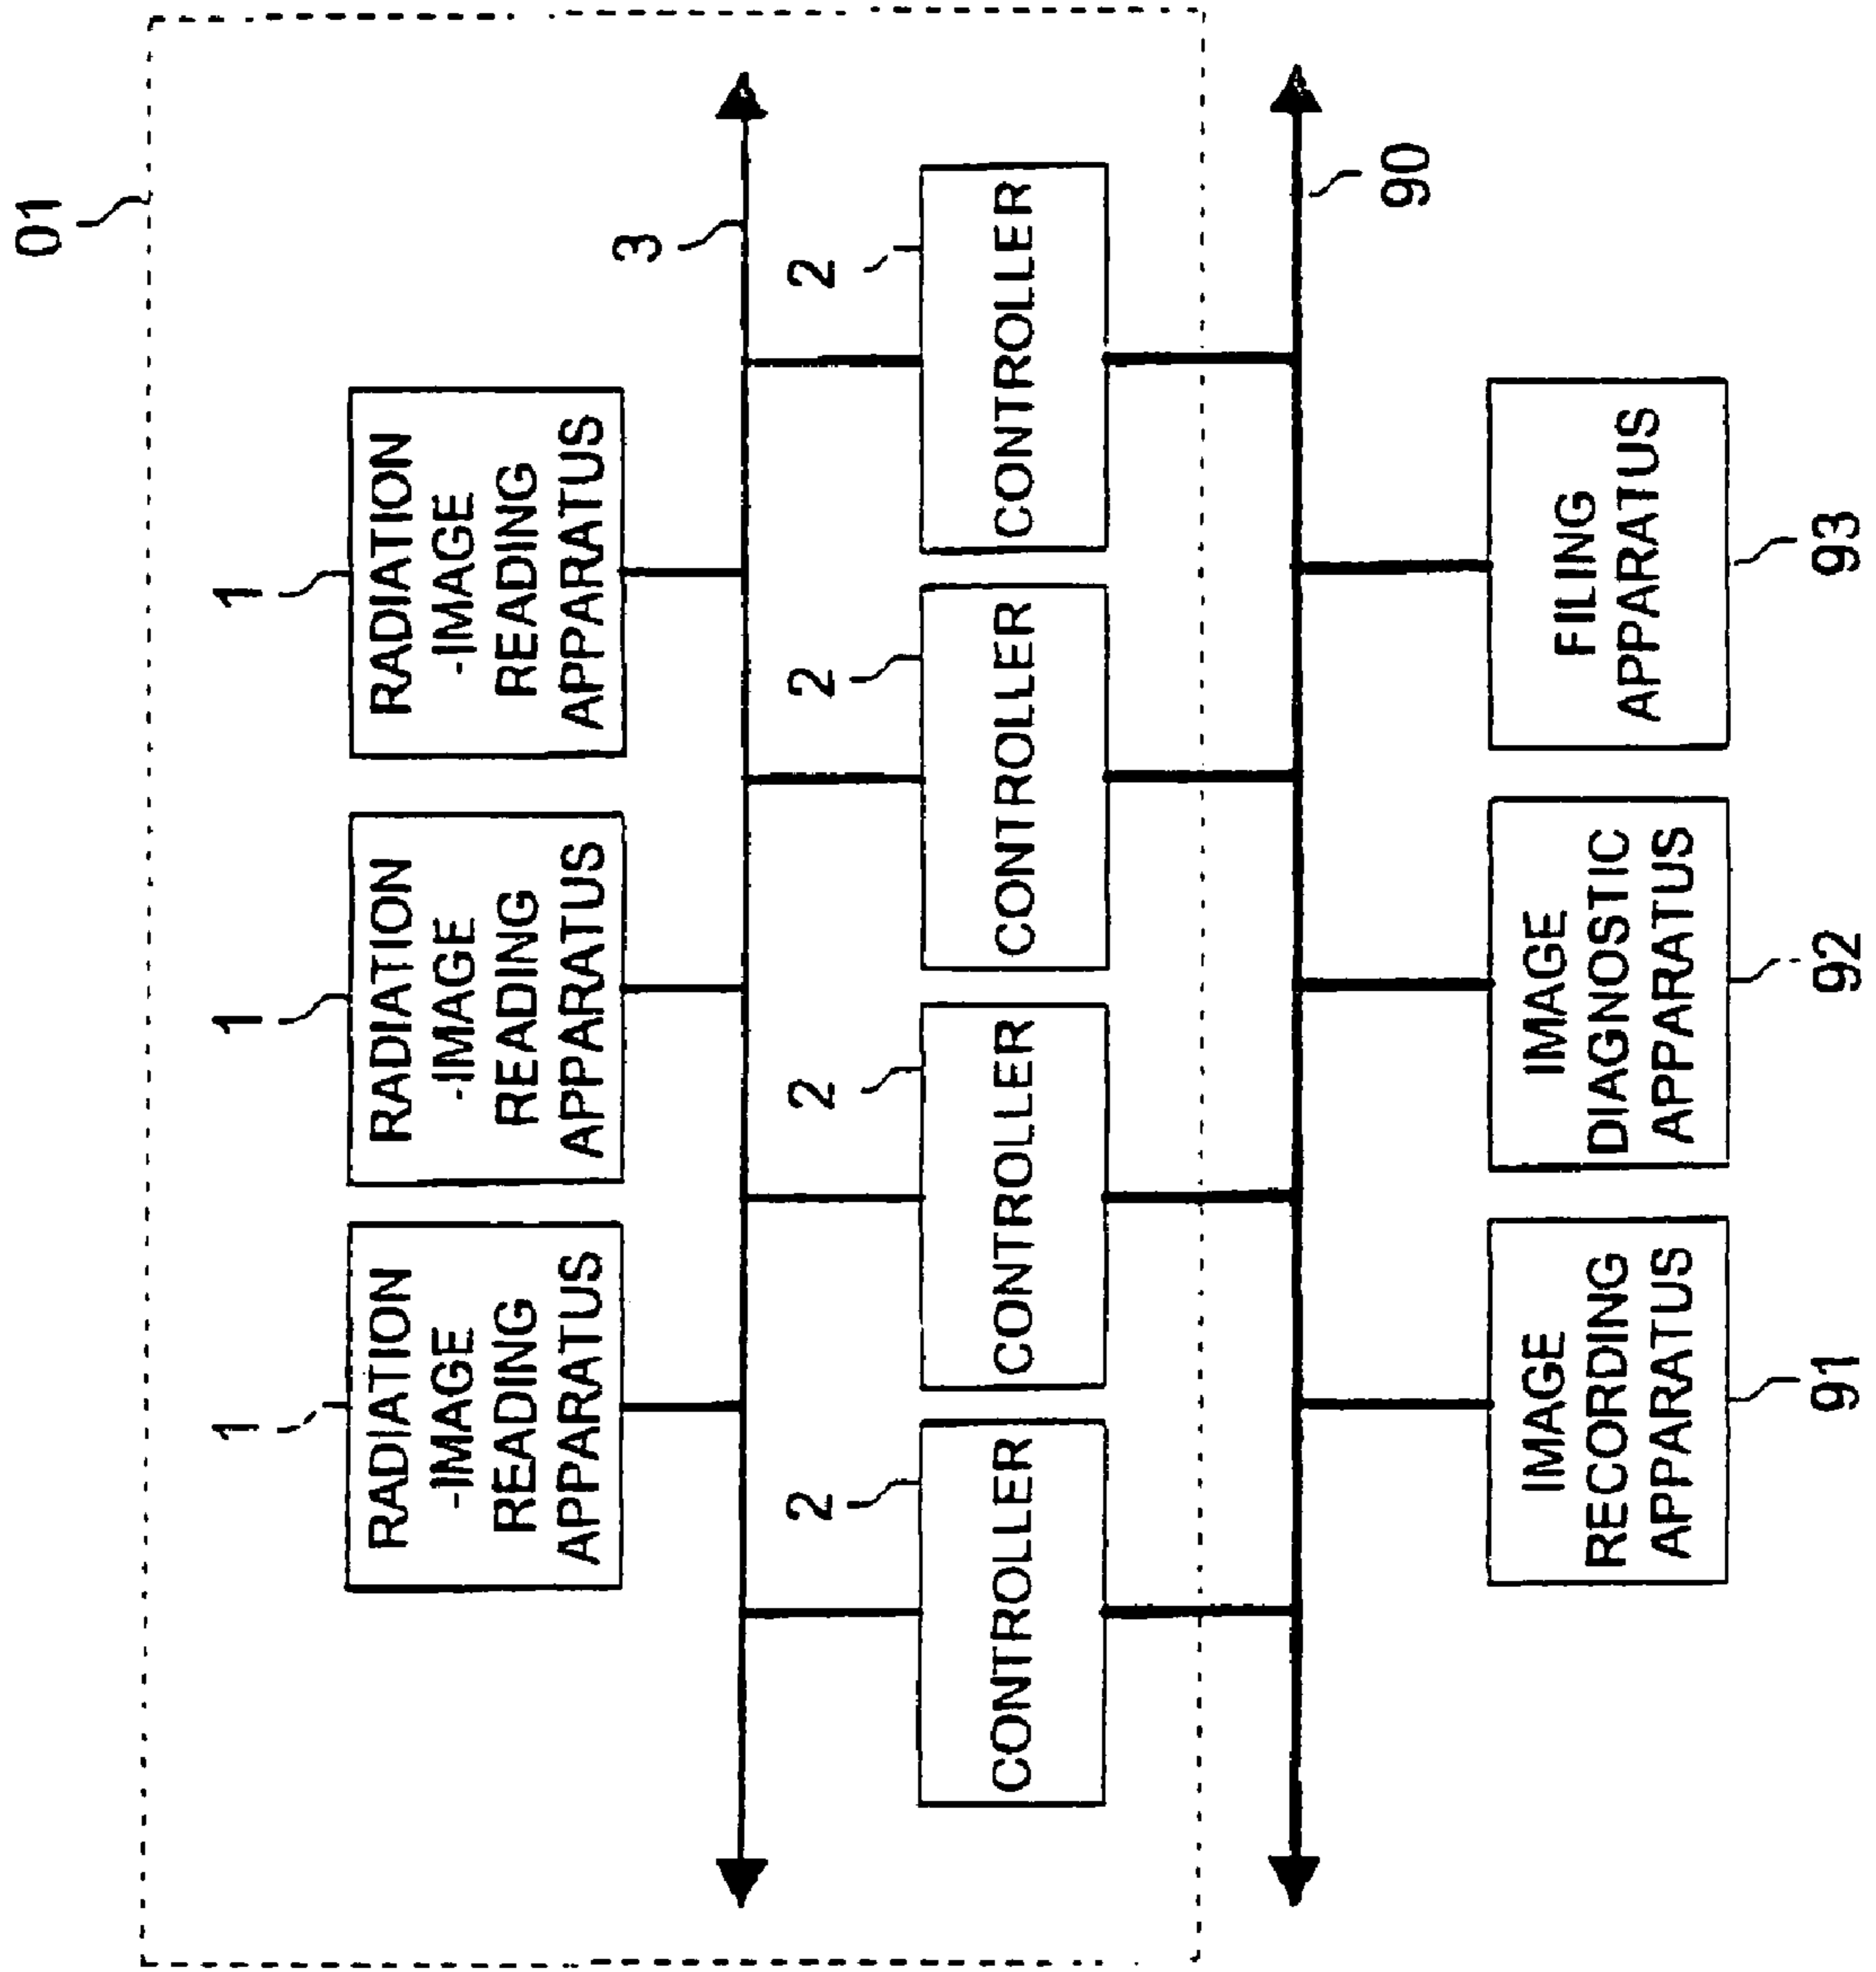 01
1
1
1
RADIATION
-IMAGE
READING
APPARATUS
RADIATION
-IMAGE
READING
APPARATUS
RADIATION
-IMAGE
READING
APPARATUS
3
2
2
2
2
CONTROLLER
CONTROLLER
CONTROLLER
CONTROLLER
90
IMAGE
RECORDING
APPARATUS
IMAGE
DIAGNOSTIC
APPARATUS
FILING
APPARATUS
91
92
93